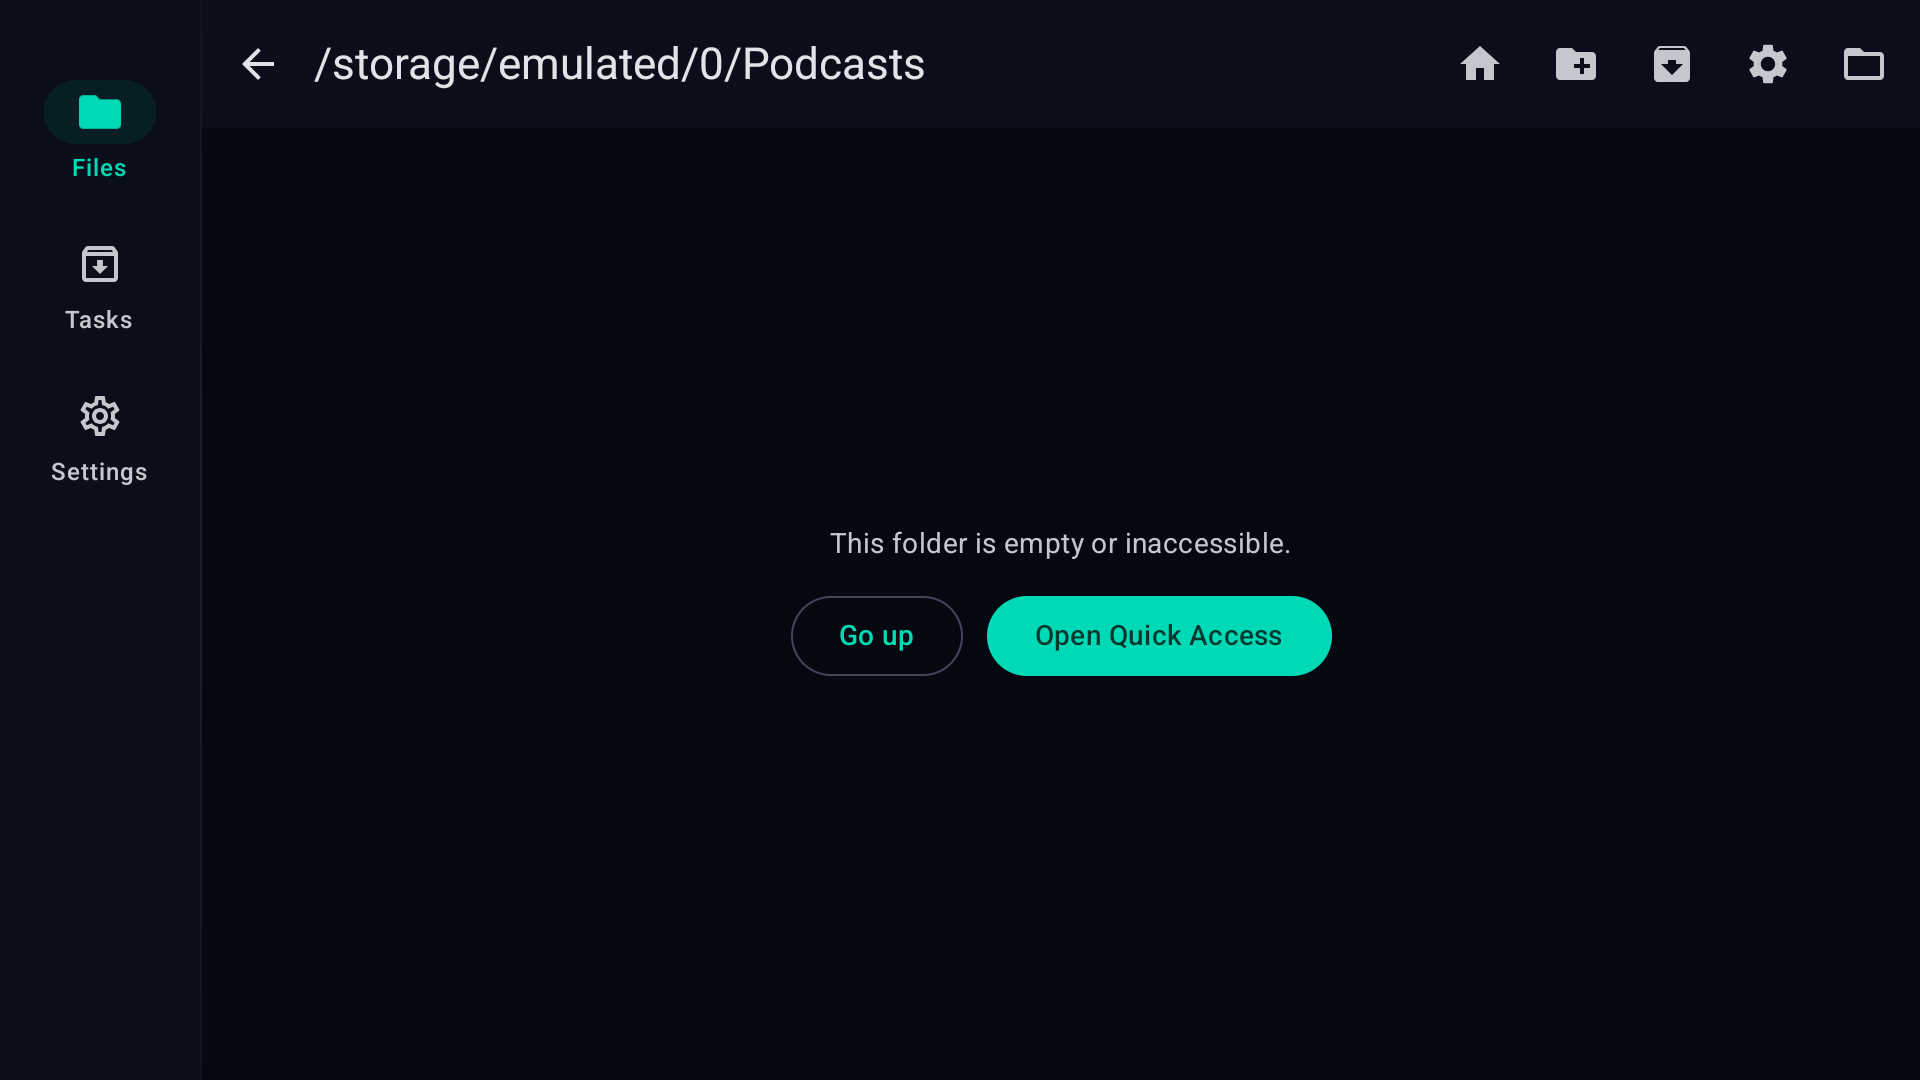 /storage/emulated/0/Podcasts
Files
Tasks
Settings
This folder is empty or inaccessible.
Go up
Open Quick Access